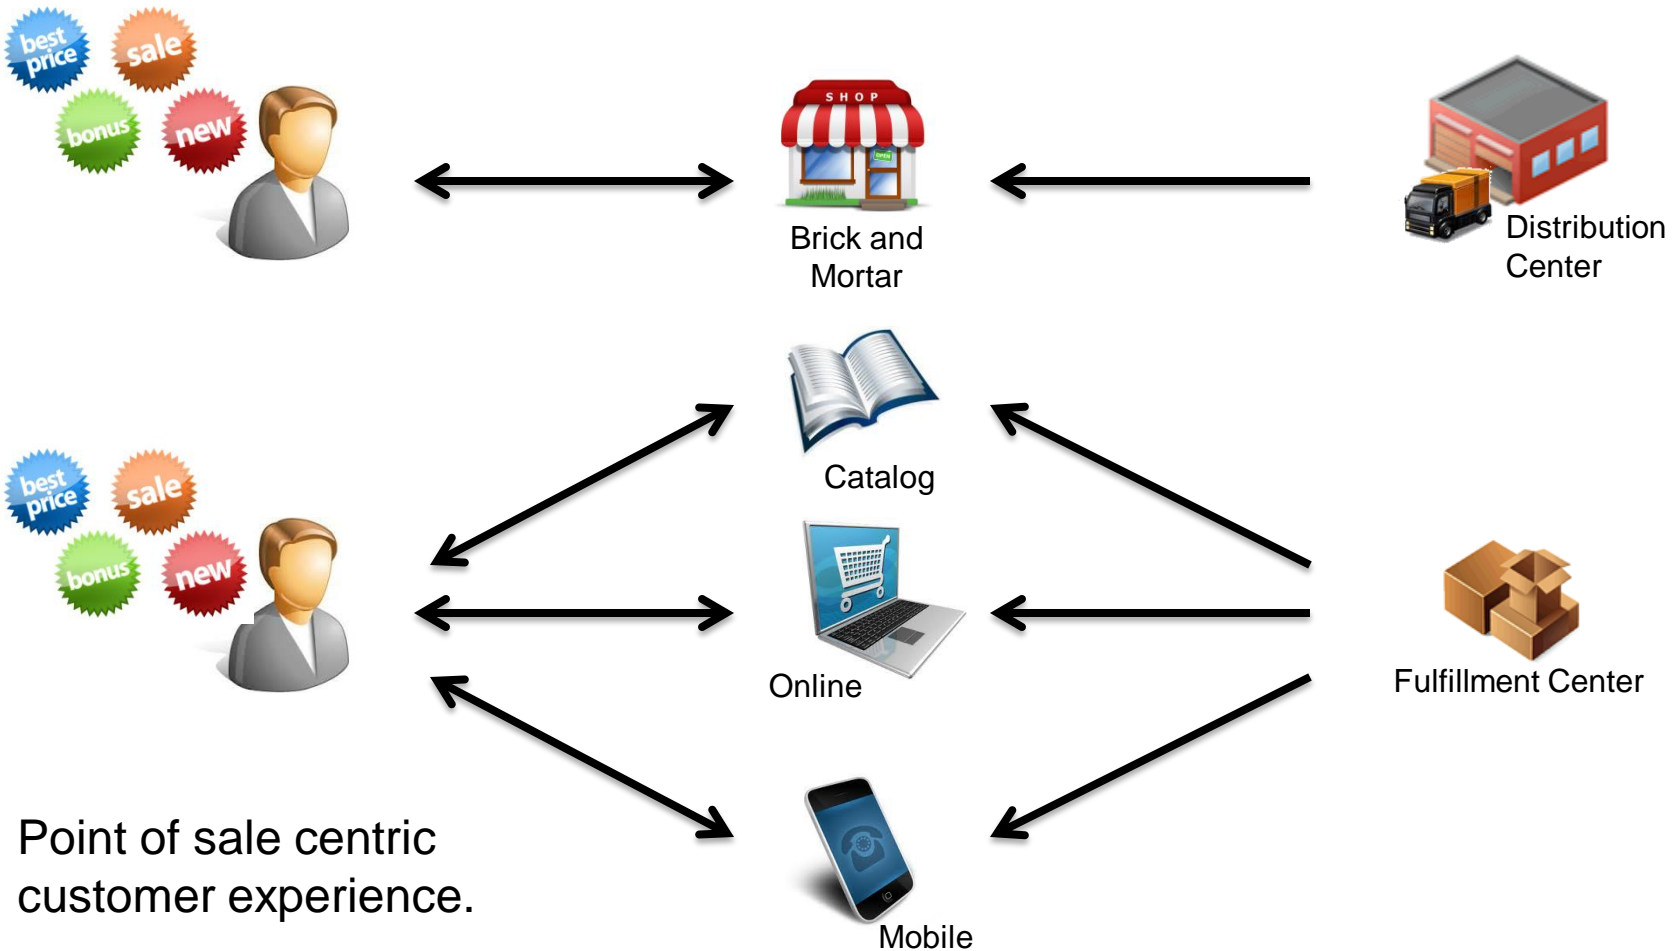 best
price
sale
bonus
new
SHOP
OPEN
Brick and
Mortar
Distribution
Center
Catalog
best
price
sale
bonus
new
Online
Fulfillment Center
Point of sale centric
customer experience.
Mobile